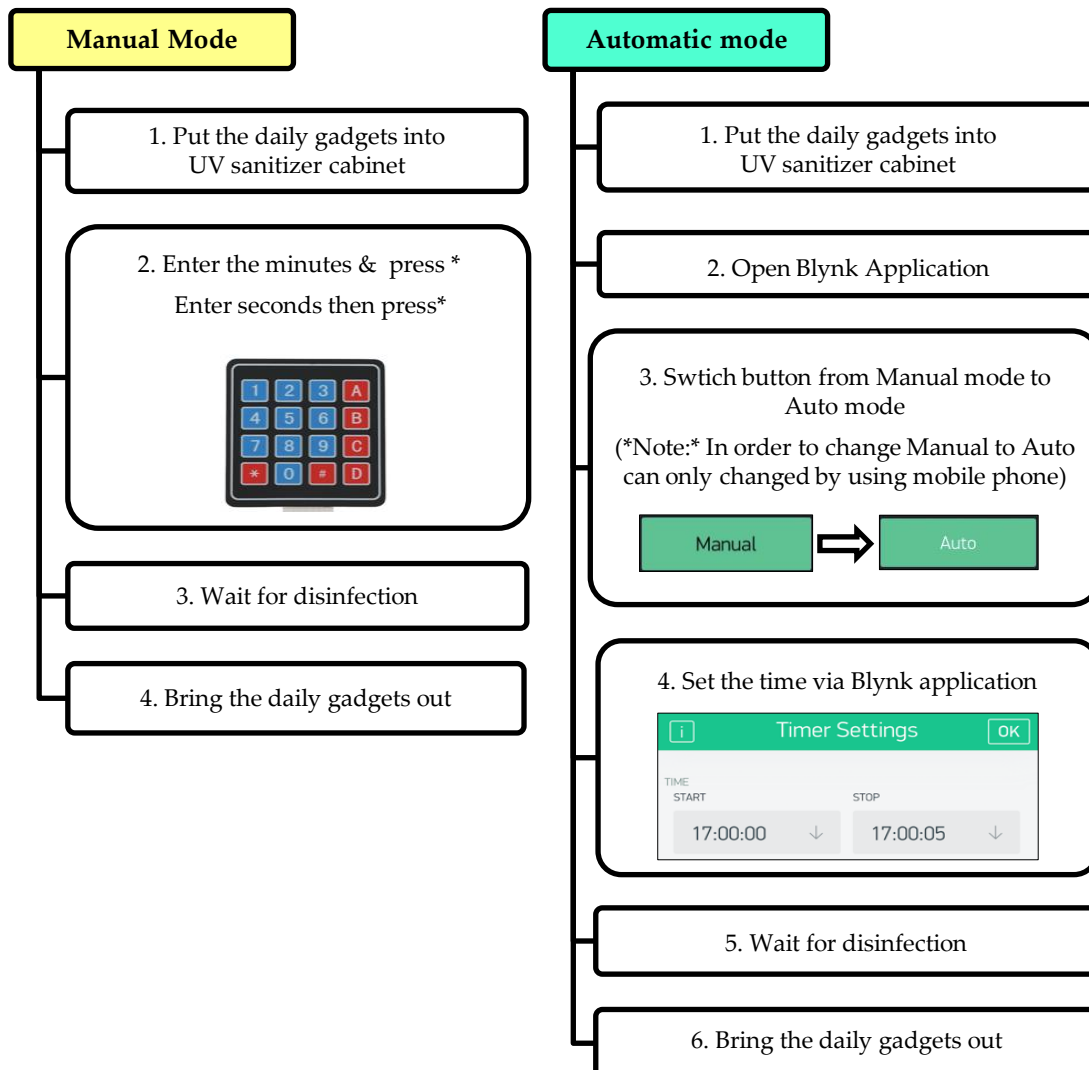 Manual Mode
1. Put the daily gadgets into
UV sanitizer cabinet
2. Enter the minutes & press *
Enter seconds then press*
1 2 3 A
4 5 6 B
7 8 9 C
* 0 # D
3. Wait for disinfection
4. Bring the daily gadgets out
Automatic mode
1. Put the daily gadgets into
UV sanitizer cabinet
2. Open Blynk Application
3. Swtich button from Manual mode to
Auto mode
(*Note:* In order to change Manual to Auto
can only changed by using mobile phone)
Manual Auto
4. Set the time via Blynk application
i Timer Settings OK
TIME
START STOP
17:00:00 17:00:05
5. Wait for disinfection
6. Bring the daily gadgets out